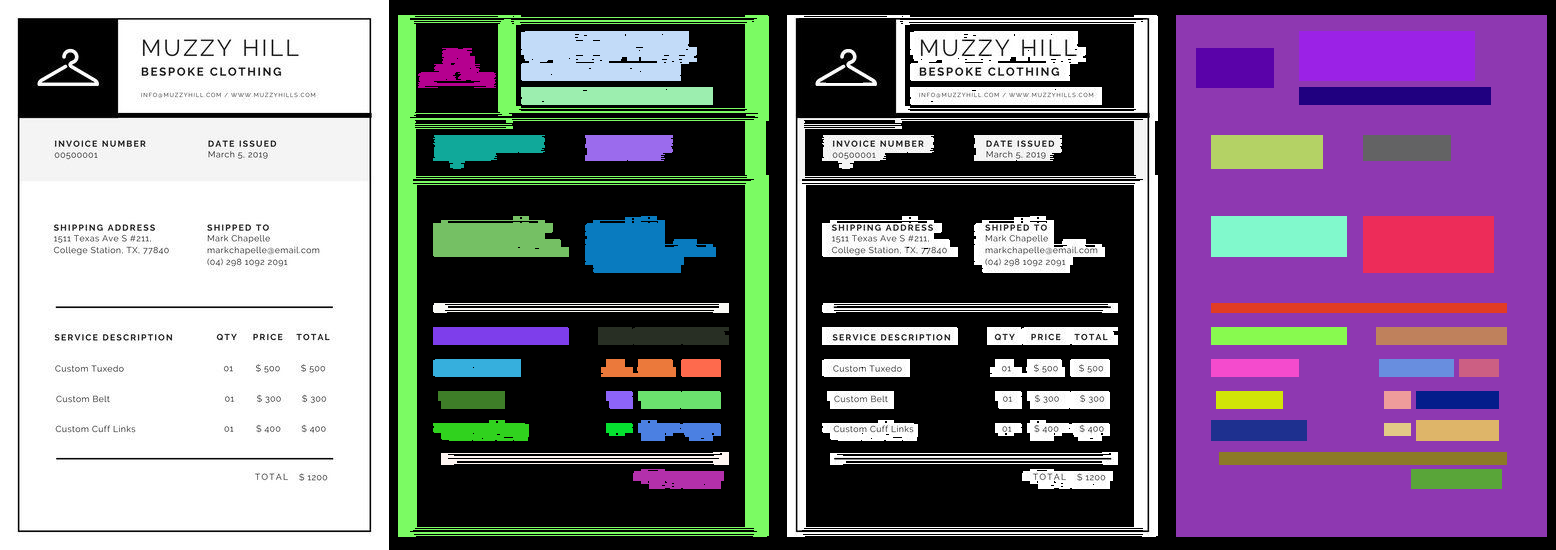 MUZZY HILL
BESPOKE CLOTHING
INFO@MUZZYHILL.COM / WWW.MUZZYHILLS.COM
INVOICE NUMBER DATE ISSUED
00500001 March 5, 2019
SHIPPING ADDRESS SHIPPED TO
1511 Texas Ave S #211, Mark Chapelle
College Station, TX, 77840 markchapelle@email.com
(04) 298 1092 2091
SERVICE DESCRIPTION QTY PRICE TOTAL
Custom Tuxedo 01 $ 500 $ 500
Custom Belt 01 $ 300 $ 300
Custom Cuff Links 01 $ 400 $ 400
TOTAL $ 1200
MUZZY HILL
BESPOKE CLOTHING
INFO@MUZZYHILL.COM / WWW.MUZZYHILLS.COM
INVOICE NUMBER DATE ISSUED
00500001 March 5, 2019
SHIPPING ADDRESS SHIPPED TO
1511 Texas Ave S #211, Mark Chapelle
College Station, TX, 77840 markchapelle@email.com
(04) 298 1092 2091
SERVICE DESCRIPTION QTY PRICE TOTAL
Custom Tuxedo 01 $ 500 $ 500
Custom Belt 01 $ 300 $ 300
Custom Cuff Links 01 $ 400 $ 400
TOTAL $ 1200